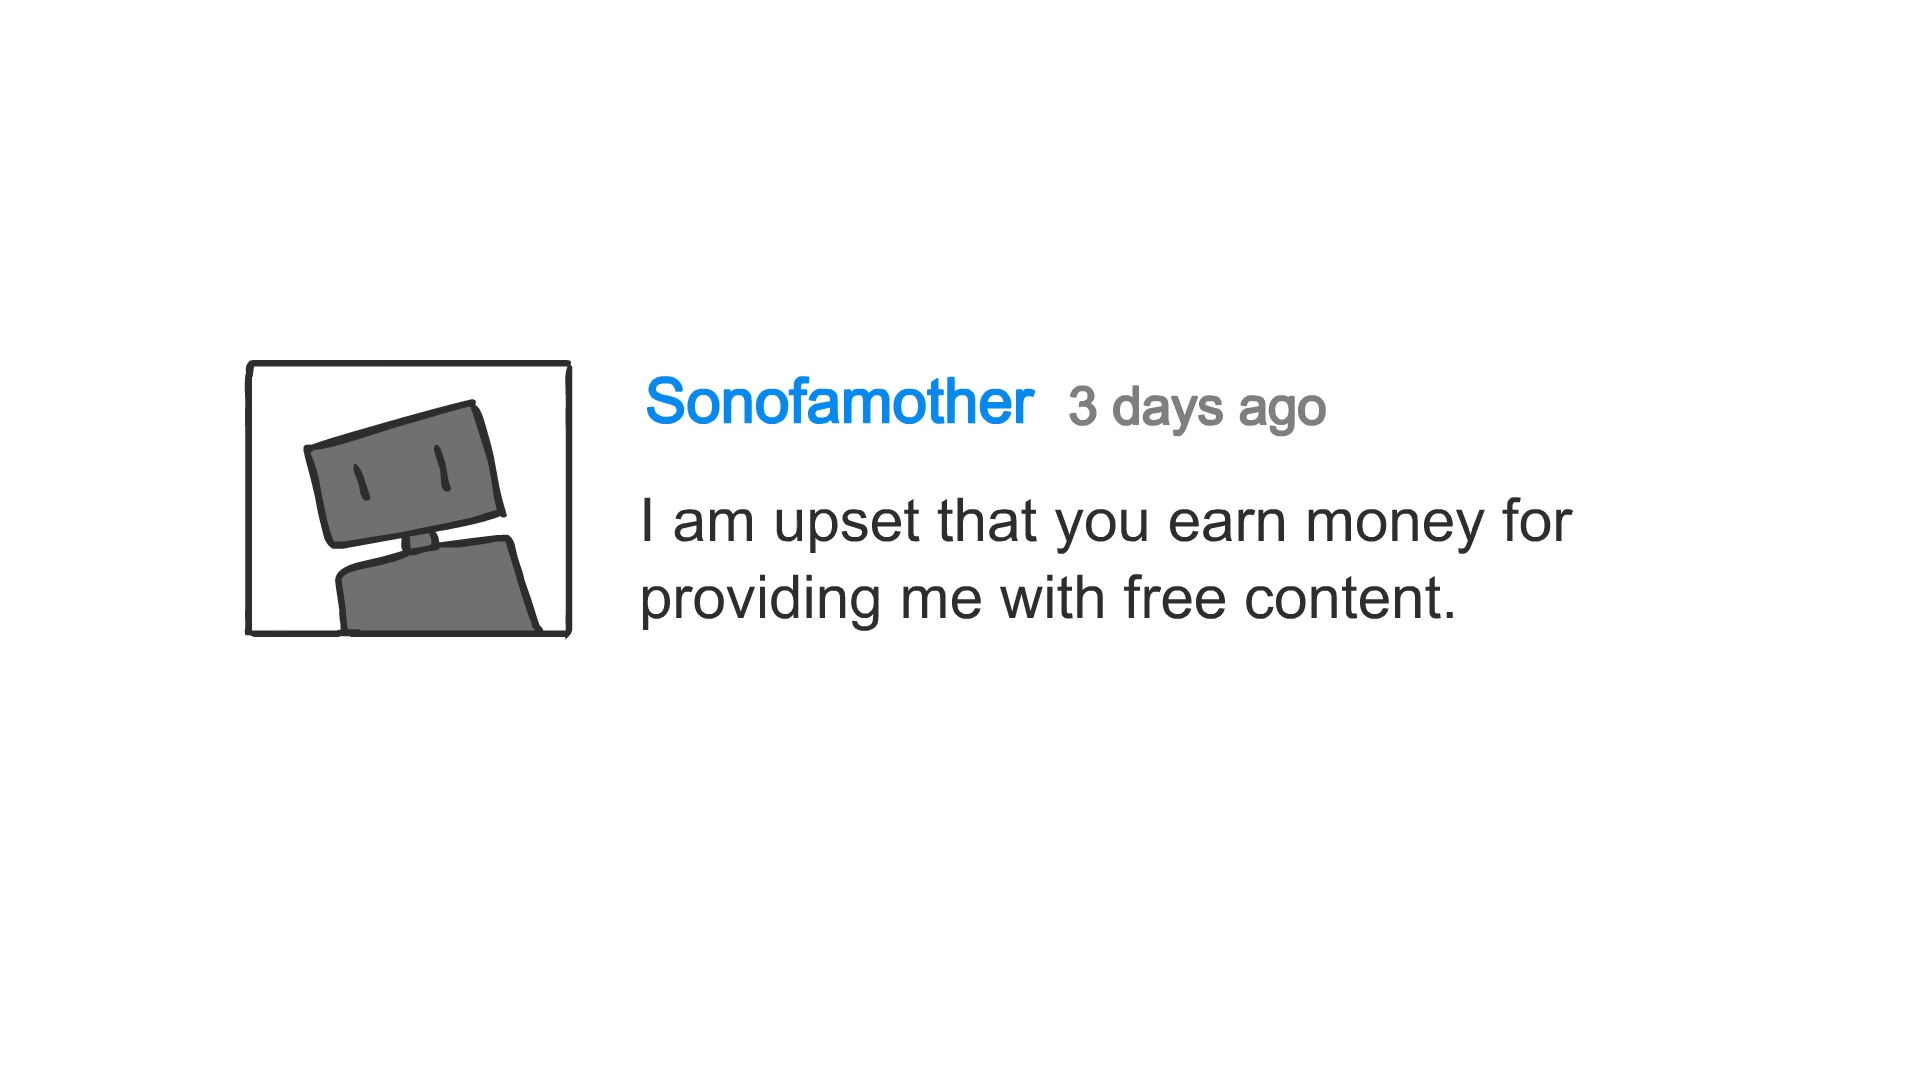 Sonofamother 3 days ago
I am upset that you earn money for
providing me with free content.